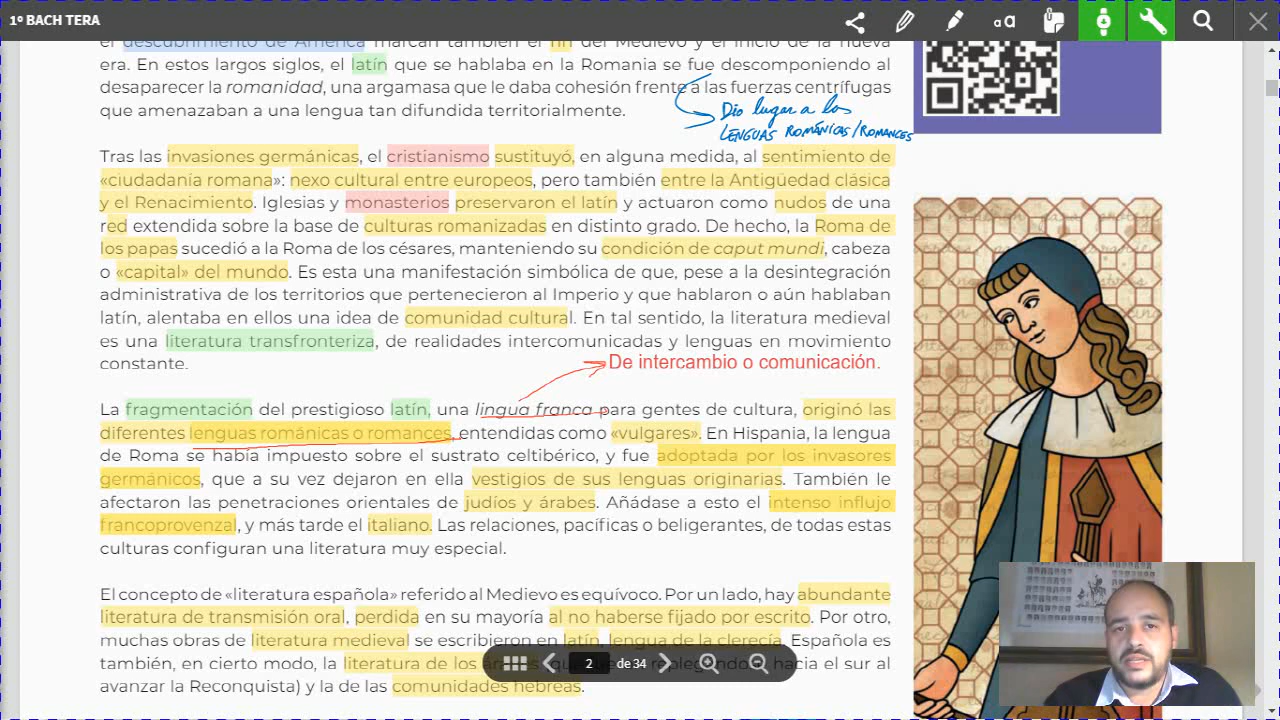 1º BACH TERA
aa
el descubrimiento de América marcan también el fin del Medievo y el inicio de la nueva
era. En estos largos siglos el latín que se hablaba en la Romania se fue descomponiendo al
desaparecer la romanidad, una argamasa que le daba cohesión frente a las fuerzas centrífugas
que amenazaban a una lengua tan difundida territorialmente.
Dio lugar a los
LENGUAS ROMÁNICAS/ROMANCES
Tras las invasiones germánicas, el cristianismo sustituyó, en alguna medida, al sentimiento de
«ciudadanía romana»: nexo cultural entre europeos, pero también entre la Antigüedad clásica
y el Renacimiento. Iglesias y monasterios preservaron el latín y actuaron como nudos de una
red extendida sobre la base de culturas romanizadas en distinto grado. De hecho, la Roma de
los papas sucedió a la Roma de los césares, manteniendo su condición de caput mundi, cabeza
o «capital» del mundo. Es esta una manifestación simbólica de que, pese a la desintegración
administrativa de los territorios que pertenecieron al Imperio y que hablaron o aún hablaban
latín, alentaba en ellos una idea de comunidad cultural. En tal sentido, la literatura medieval
es una literatura transfronteriza, de realidades intercomunicadas y lenguas en movimiento
constante.
De intercambio o comunicación.
La fragmentación del prestigioso latín, una lingua franca para gentes de cultura, originó las
diferentes lenguas románicas o romances, entendidas como «vulgares». En Hispania, la lengua
de Roma se había impuesto sobre el sustrato celtibérico, y fue adoptada por los invasores
germánicos, que a su vez dejaron en ella vestigios de sus lenguas originarias. También le
afectaron las penetraciones orientales de judíos y árabes. Añádase a esto el intenso influjo
francoprovenzal, y más tarde el italiano. Las relaciones, pacíficas o beligerantes, de todas estas
culturas configuran una literatura muy especial.
El concepto de «literatura española» referido al Medievo es equívoco. Por un lado, hay abundante
literatura de transmisión oral, perdida en su mayoría al no haberse fijado por escrito. Por otro,
muchas obras de literatura medieval se escribieron en latín, lengua de la clerecía. Española es
también, en cierto modo, la literatura de los hacia el sur al
avanzar la Reconquista) y la de las comunidades hebreas.
2 de 34